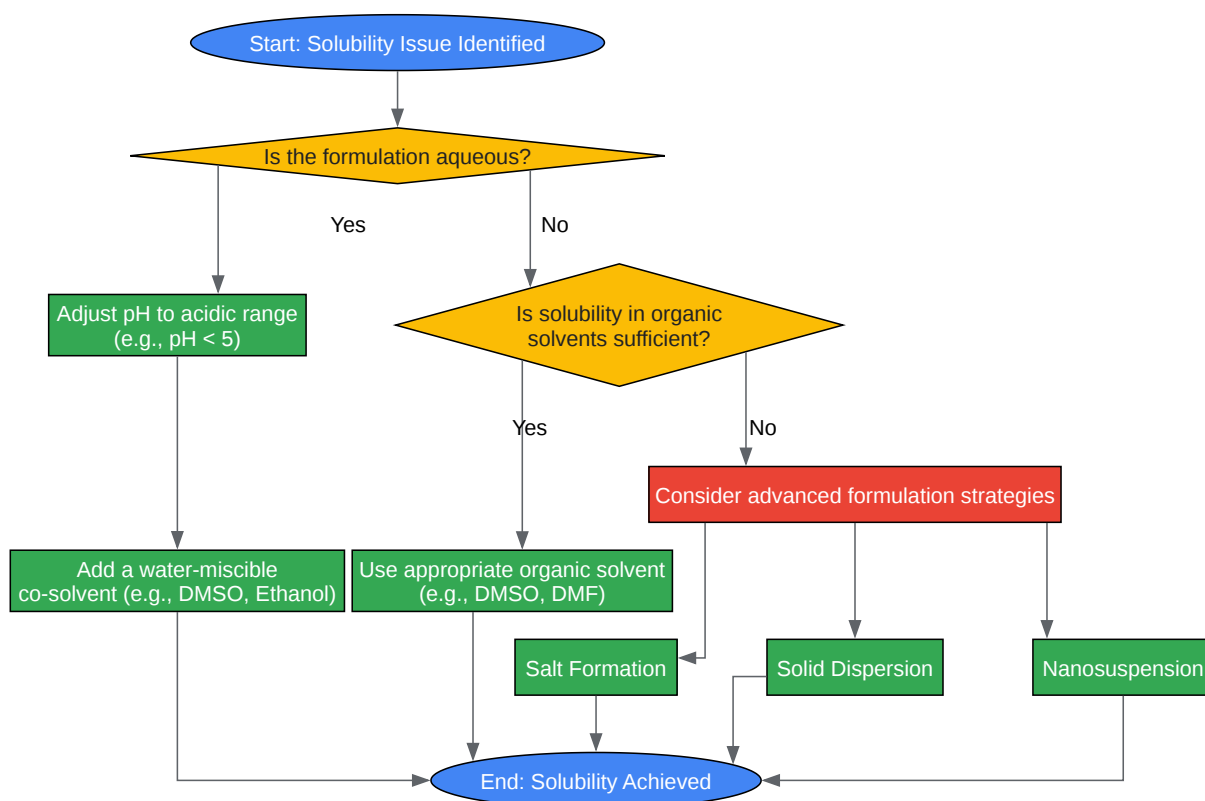 Start: Solubility Issue Identified
Is the formulation aqueous?
Yes
No
Adjust pH to acidic range
(e.g., pH < 5)
Is solubility in organic
solvents sufficient?
Yes
No
Consider advanced formulation strategies
Add a water-miscible
co-solvent (e.g., DMSO, Ethanol)
Use appropriate organic solvent
(e.g., DMSO, DMF)
Salt Formation
Solid Dispersion
Nanosuspension
End: Solubility Achieved